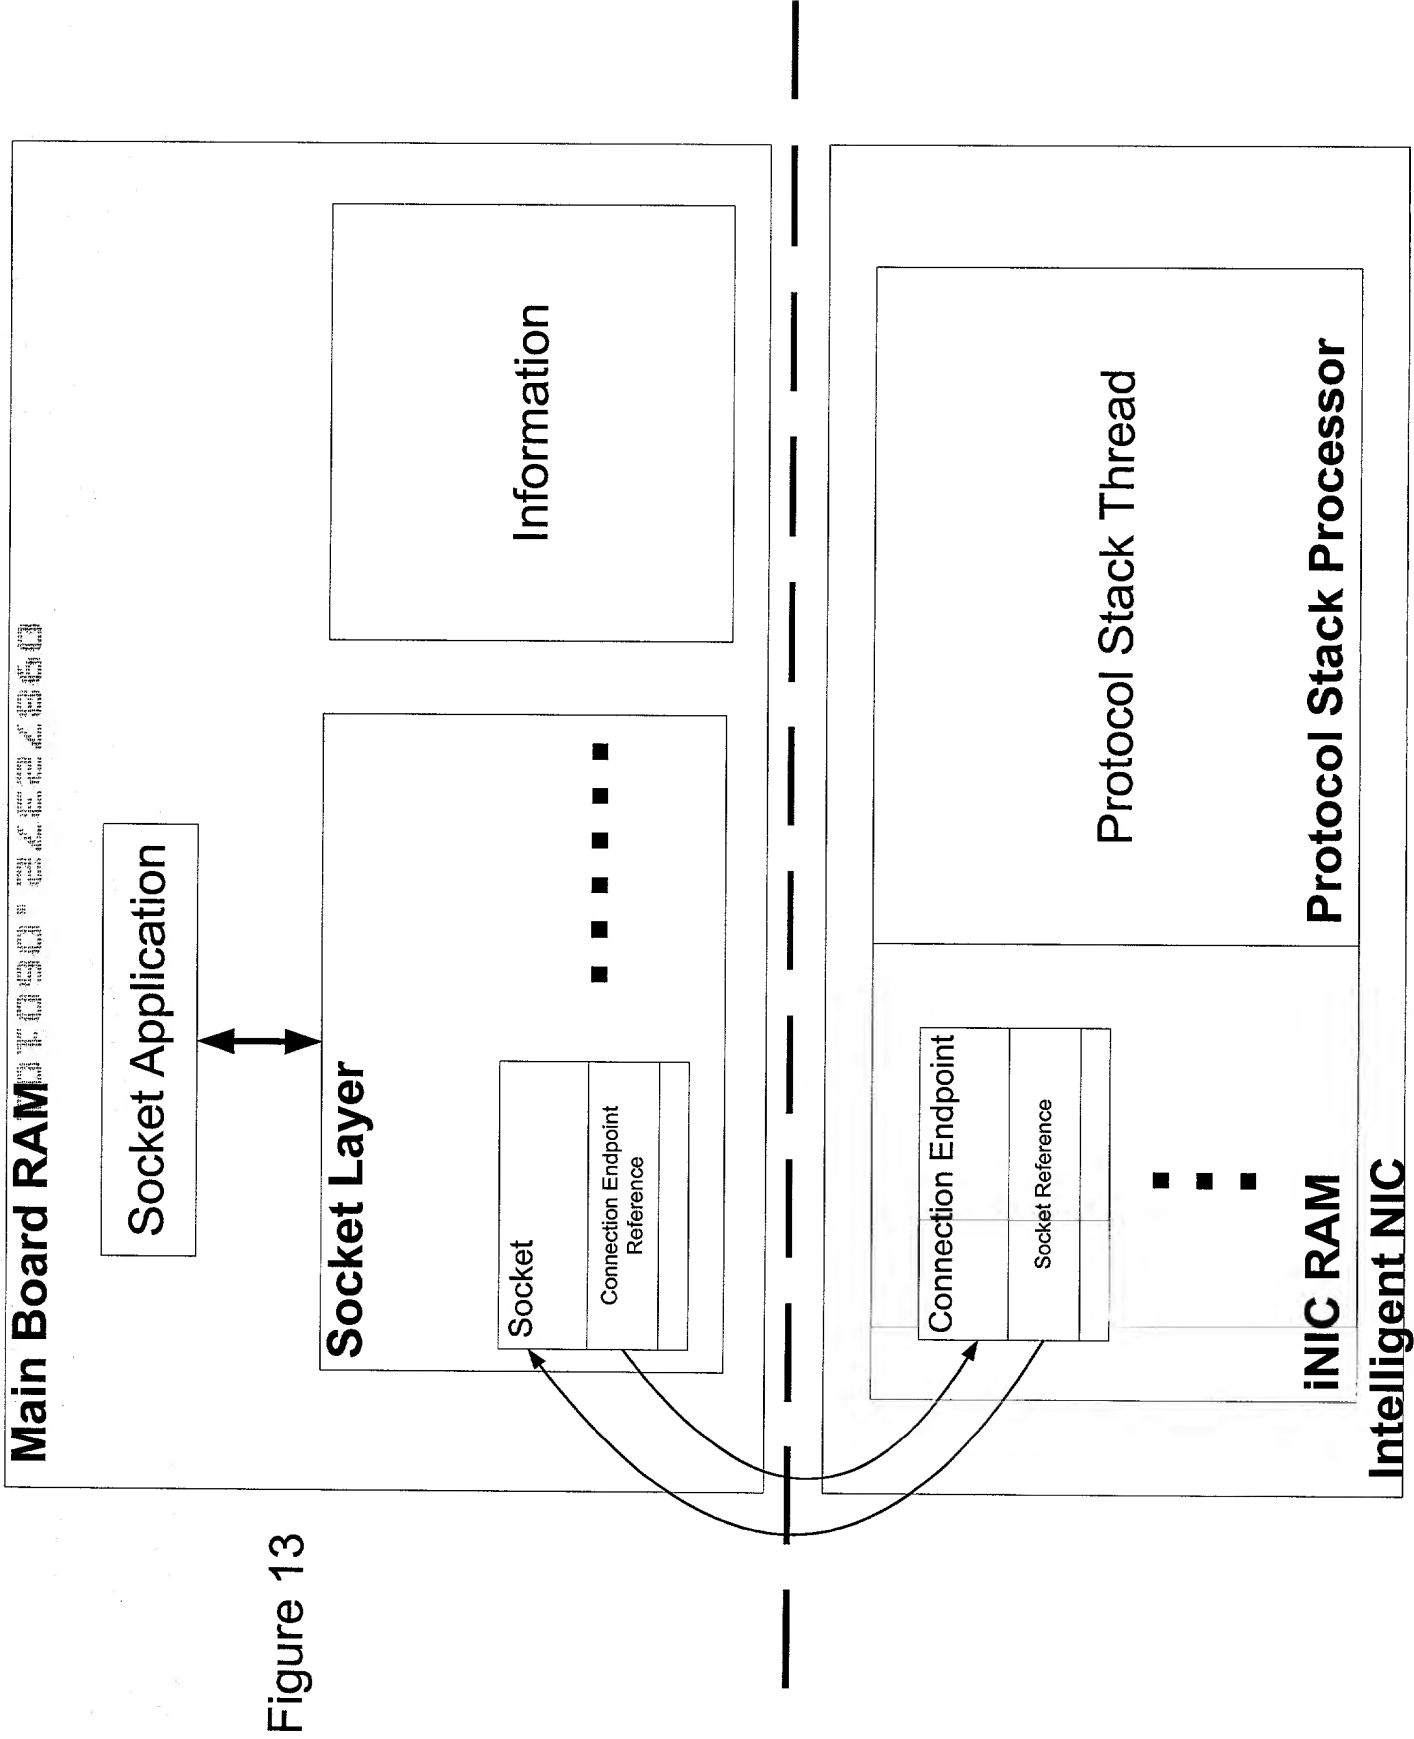 Figure 13
Main Board RAM
Socket Application
Socket Layer
Socket
Connection Endpoint
Reference
Information
Connection Endpoint
Socket Reference
iNIC RAM
Protocol Stack Thread
Protocol Stack Processor
Intelligent NIC